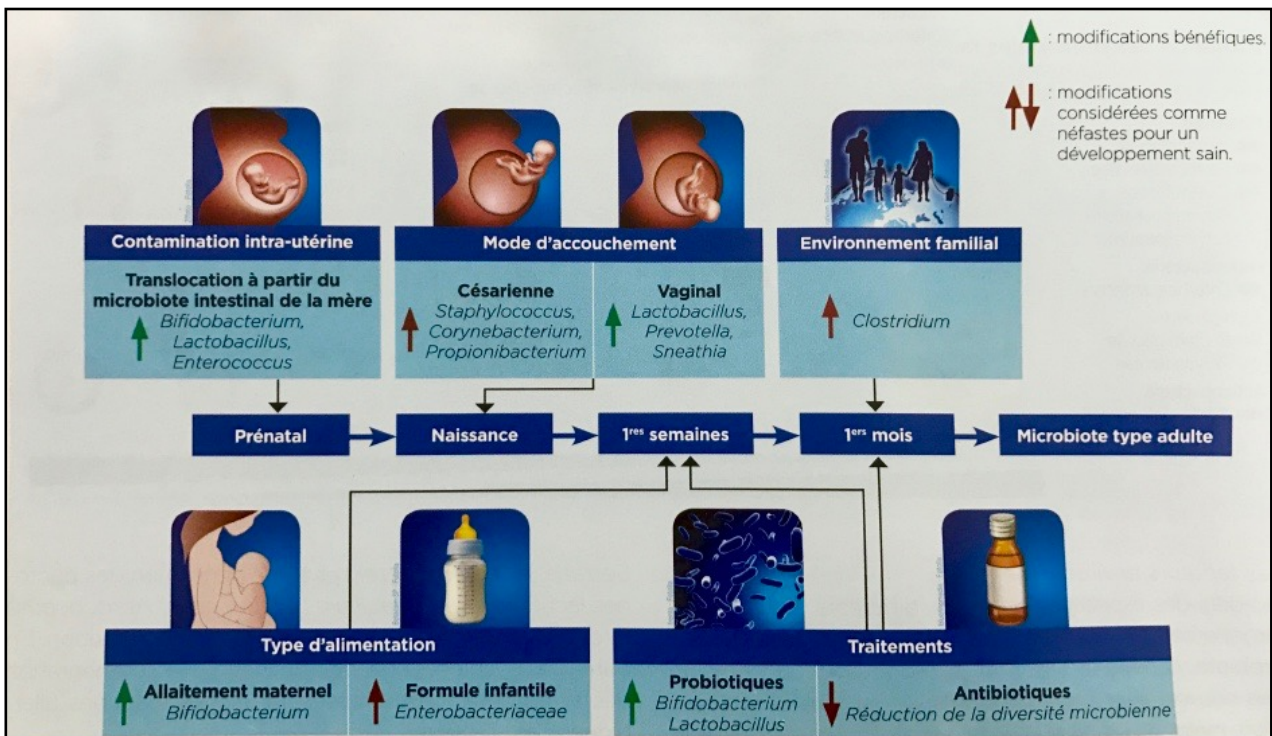 : modifications bénéfiques.
: modifications
considérées comme
néfastes pour un
développement sain.
Contamination intra-utérine
Translocation à partir du
microbiote intestinal de la mère
Bifidobacterium,
Lactobacillus,
Enterococcus
Mode d'accouchement
Césarienne
Staphylococcus,
Corynebacterium,
Propionibacterium
Vaginal
Lactobacillus,
Prevotella,
Sneathia
Environnement familial
Clostridium
Prénatal
Naissance
1res semaines
1ers mois
Microbiote type adulte
Type d'alimentation
Allaitement maternel
Bifidobacterium
Formule infantile
Enterobacteriaceae
Traitements
Probiotiques
Bifidobacterium
Lactobacillus
Antibiotiques
Réduction de la diversité microbienne